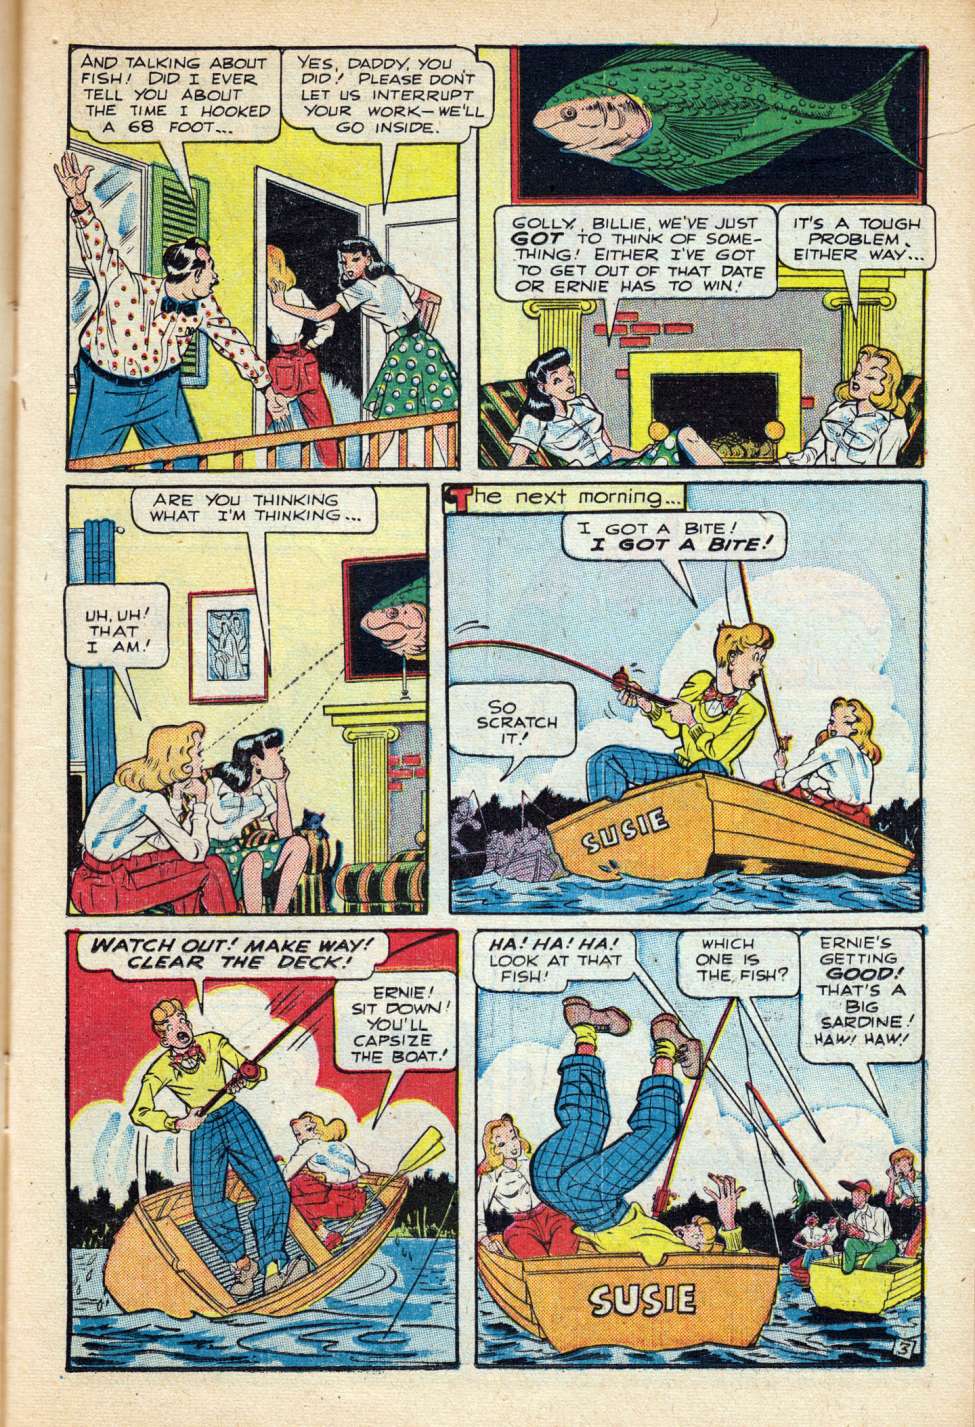 AND TALKING ABOUT
FISH! DID I EVER
TELL YOU ABOUT
THE TIME I HOOKED
A 68 FOOT...
YES, DADDY, YOU
DID! PLEASE DON'T
LET US INTERRUPT
YOUR WORK—WE'LL
GO INSIDE.
GOLLY, BILLIE, WE'VE JUST
GOT TO THINK OF SOME-
THING! EITHER I'VE GOT
TO GET OUT OF THAT DATE
OR ERNIE HAS TO WIN!
IT'S A TOUGH
PROBLEM,
EITHER WAY...
ARE YOU THINKING
WHAT I'M THINKING...
UH, UH!
THAT
I AM!
The next morning...
I GOT A BITE!
I GOT A BITE!
SO
SCRATCH
IT!
SUSIE
WATCH OUT! MAKE WAY!
CLEAR THE DECK!
ERNIE!
SIT DOWN!
YOU'LL
CAPSIZE
THE BOAT!
HA! HA! HA!
LOOK AT THAT
FISH!
WHICH
ONE IS
THE FISH?
ERNIE'S
GETTING
GOOD!
THAT'S A
BIG
SARDINE!
HAW! HAW!
SUSIE
3